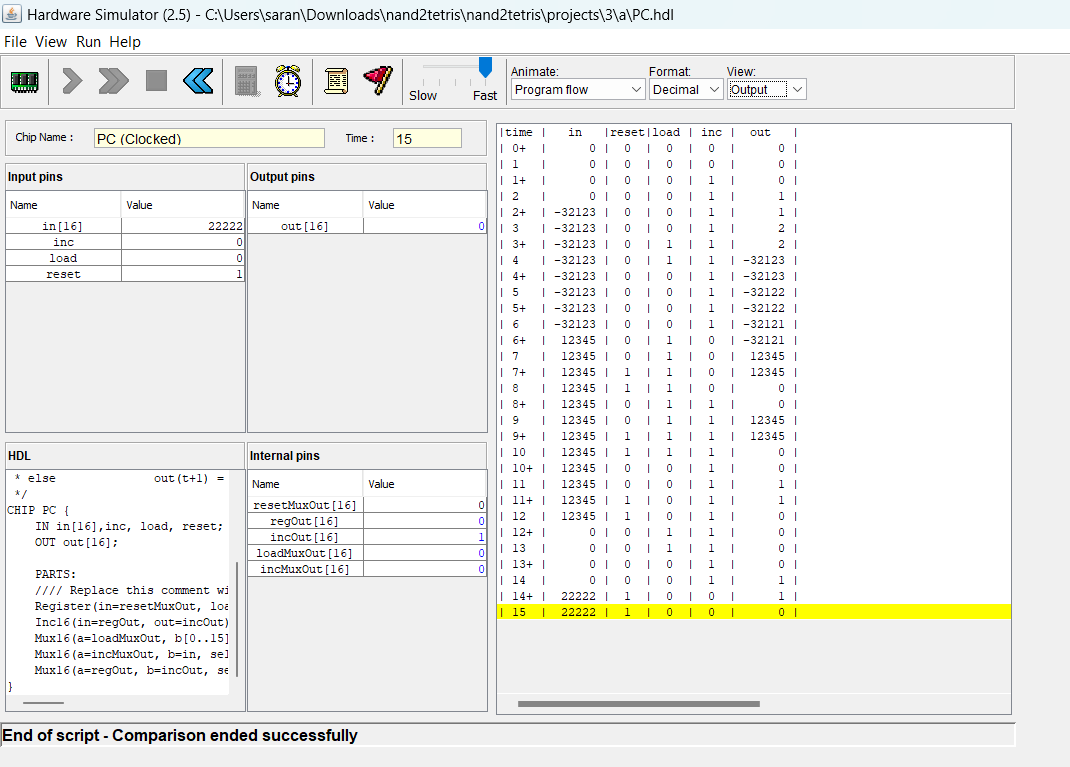 Hardware Simulator (2.5) - C:\Users\saran\Downloads\nand2tetris\nand2tetris\projects\3\a\PC.hdl
File View Run Help
Slow Fast
Animate: Format: View:
Program flow Decimal Output
Chip Name : PC (Clocked) Time : 15
Input pins
Name Value
in[16] 22222
inc 0
load 0
reset 1
Output pins
Name Value
out[16] 0
HDL
* else out(t+1) =
*/
CHIP PC {
IN in[16],inc, load, reset;
OUT out[16];
PARTS:
//// Replace this comment wi
Register(in=resetMuxOut, loa
Inc16(in=regOut, out=incOut)
Mux16(a=loadMuxOut, b[0..15]
Mux16(a=incMuxOut, b=in, sel
Mux16(a=regOut, b=incOut, se
}
Internal pins
Name Value
resetMuxOut[16] 0
regOut[16] 0
incOut[16] 1
loadMuxOut[16] 0
incMuxOut[16] 0
|time | in |reset|load | inc | out |
| 0+ | 0 | 0 | 0 | 0 | 0 |
| 1 | 0 | 0 | 0 | 0 | 0 |
| 1+ | 0 | 0 | 0 | 1 | 0 |
| 2 | 0 | 0 | 0 | 1 | 1 |
| 2+ | -32123 | 0 | 0 | 1 | 1 |
| 3 | -32123 | 0 | 0 | 1 | 2 |
| 3+ | -32123 | 0 | 1 | 1 | 2 |
| 4 | -32123 | 0 | 1 | 1 | -32123 |
| 4+ | -32123 | 0 | 0 | 1 | -32123 |
| 5 | -32123 | 0 | 0 | 1 | -32122 |
| 5+ | -32123 | 0 | 0 | 1 | -32122 |
| 6 | -32123 | 0 | 0 | 1 | -32121 |
| 6+ | 12345 | 0 | 1 | 0 | -32121 |
| 7 | 12345 | 0 | 1 | 0 | 12345 |
| 7+ | 12345 | 1 | 1 | 0 | 12345 |
| 8 | 12345 | 1 | 1 | 0 | 0 |
| 8+ | 12345 | 0 | 1 | 1 | 0 |
| 9 | 12345 | 0 | 1 | 1 | 12345 |
| 9+ | 12345 | 1 | 1 | 1 | 12345 |
| 10 | 12345 | 1 | 1 | 1 | 0 |
| 10+ | 12345 | 0 | 0 | 1 | 0 |
| 11 | 12345 | 0 | 0 | 1 | 1 |
| 11+ | 12345 | 1 | 0 | 1 | 1 |
| 12 | 12345 | 1 | 0 | 1 | 0 |
| 12+ | 0 | 0 | 1 | 1 | 0 |
| 13 | 0 | 0 | 1 | 1 | 0 |
| 13+ | 0 | 0 | 0 | 1 | 0 |
| 14 | 0 | 0 | 0 | 1 | 1 |
| 14+ | 22222 | 1 | 0 | 0 | 1 |
| 15 | 22222 | 1 | 0 | 0 | 0 |
End of script - Comparison ended successfully